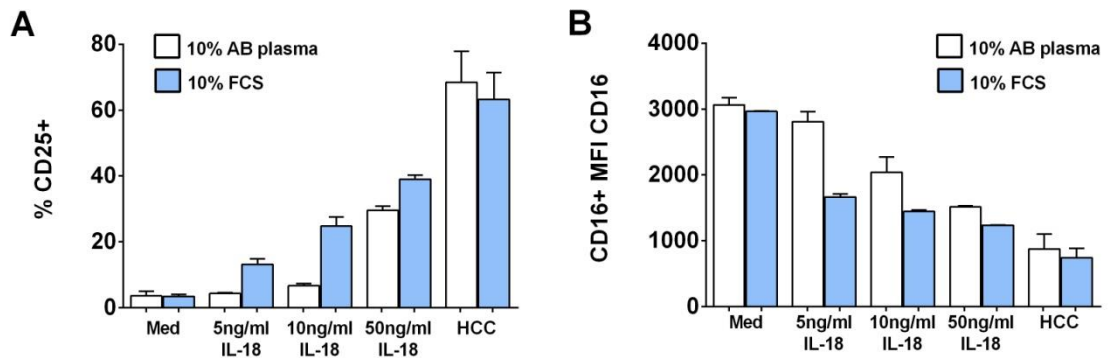 A
10% AB plasma
10% FCS
% CD25+
80
60
40
20
0
Med
5ng/ml
IL-18
10ng/ml
IL-18
50ng/ml
IL-18
HCC
B
10% AB plasma
10% FCS
CD16+ MFI CD16
4000
3000
2000
1000
0
Med
5ng/ml
IL-18
10ng/ml
IL-18
50ng/ml
IL-18
HCC